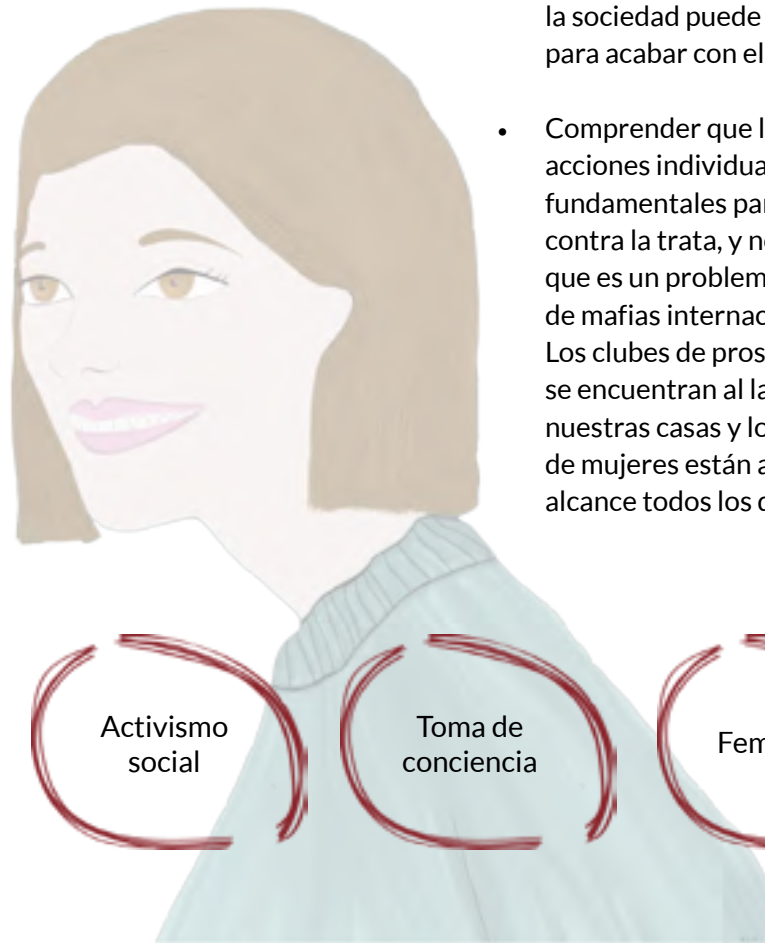 la sociedad puede
para acabar con el
• Comprender que l
acciones individua
fundamentales par
contra la trata, y n
que es un problem
de mafias internac
Los clubes de pros
se encuentran al la
nuestras casas y lo
de mujeres están a
alcance todos los d
Activismo
social
Toma de
conciencia
Fem